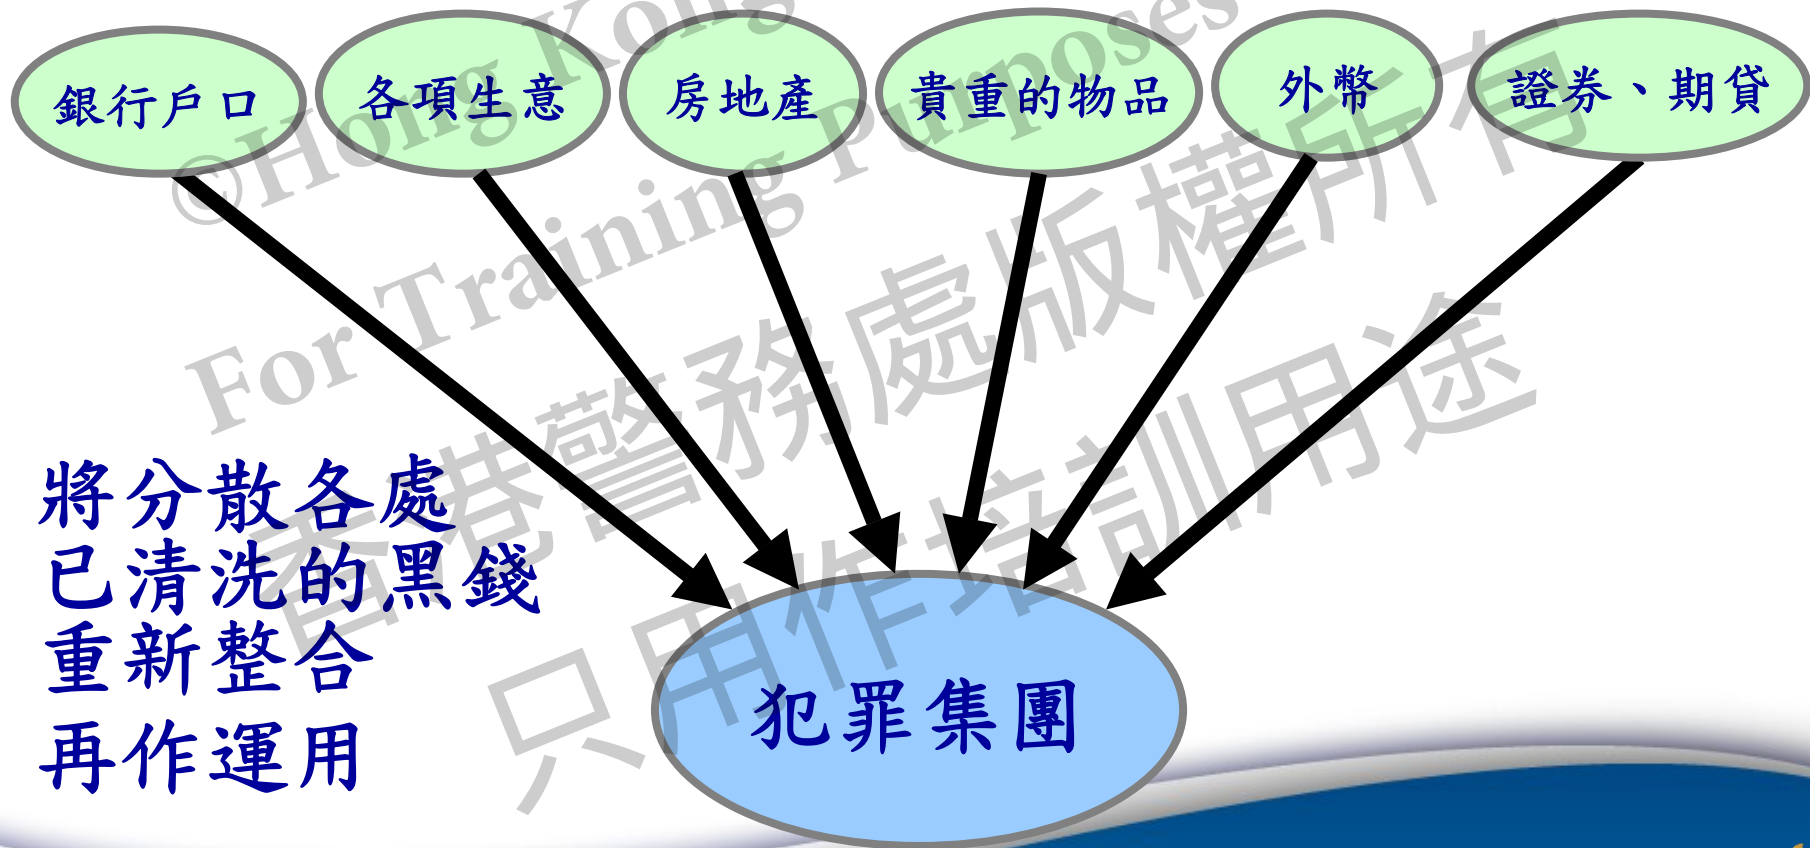 ©Hong Kong
For Training Purposes
香港警務處版權所有
只用作培訓用途
銀行戶口
各項生意
房地產
貴重的物品
外幣
證券、期貸
將分散各處
已清洗的黑錢
重新整合
再作運用
犯罪集團